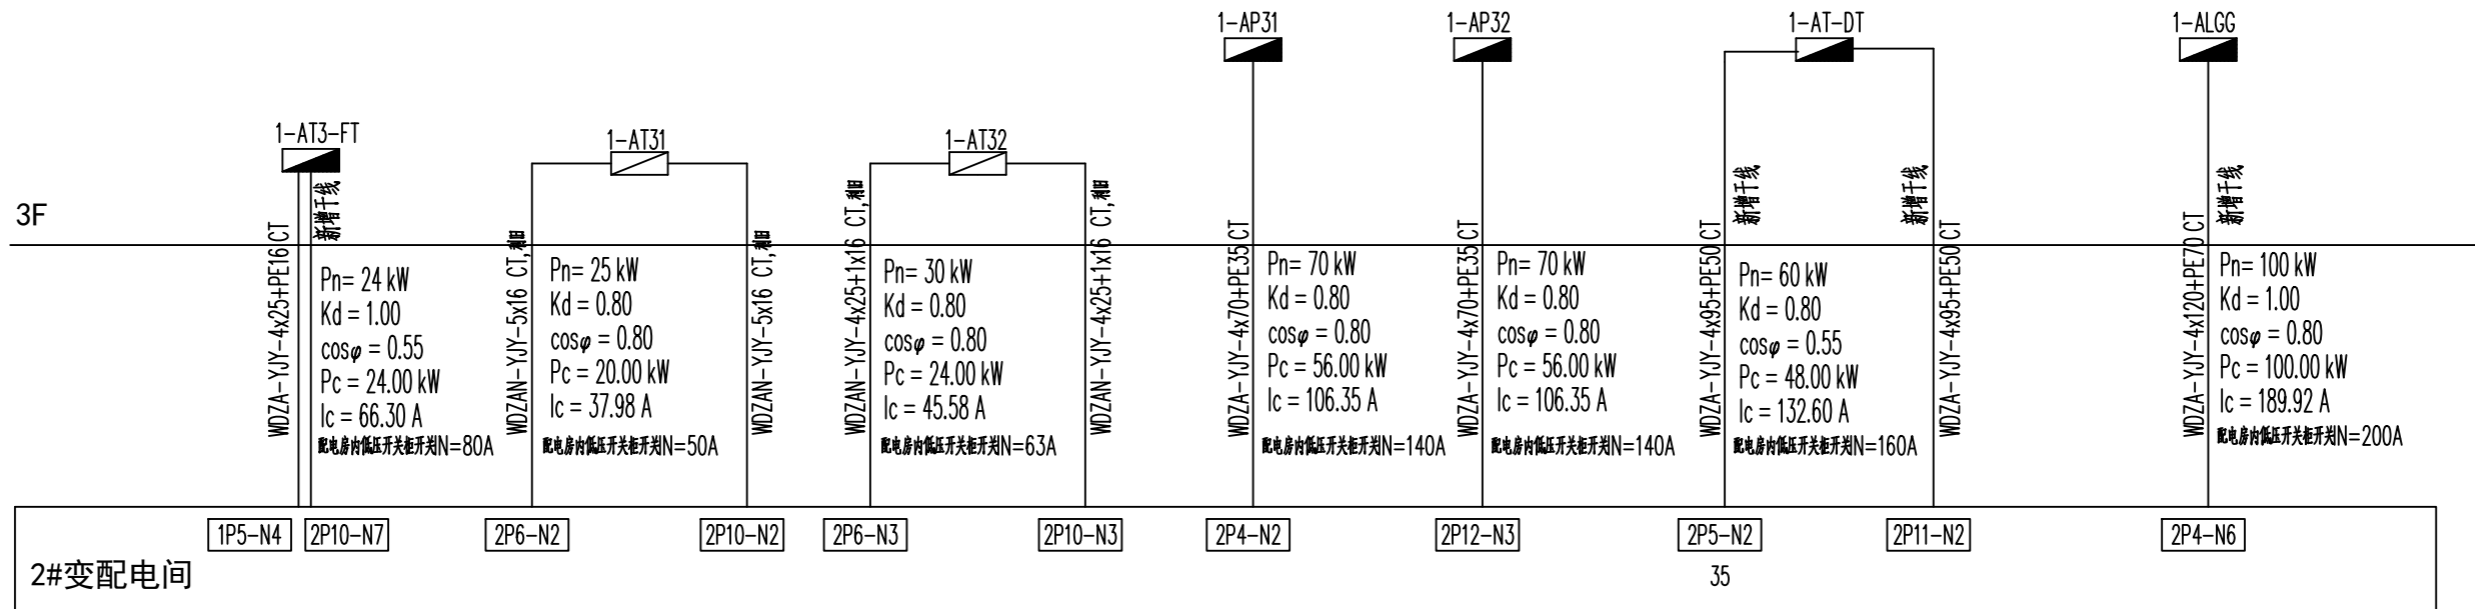 1-AP31
1-AP32
1-AT-DT
1-ALGG
1-AT3-FT
1-AT31
1-AT32
3F
WDZA-YJY-4x25+PE16 CT
新增干线
Pn= 24 kW
Kd = 1.00
cosφ = 0.55
Pc = 24.00 kW
Ic = 66.30 A
配电房内低压开关柜开关IN=80A
WDZAN-YJY-5x16 CT,利旧
Pn= 25 kW
Kd = 0.80
cosφ = 0.80
Pc = 20.00 kW
Ic = 37.98 A
配电房内低压开关柜开关IN=50A
WDZAN-YJY-5x16 CT,利旧
WDZAN-YJY-4x25+1x16 CT,利旧
Pn= 30 kW
Kd = 0.80
cosφ = 0.80
Pc = 24.00 kW
Ic = 45.58 A
配电房内低压开关柜开关IN=63A
WDZAN-YJY-4x25+1x16 CT,利旧
WDZA-YJY-4x70+PE35 CT
Pn= 70 kW
Kd = 0.80
cosφ = 0.80
Pc = 56.00 kW
Ic = 106.35 A
配电房内低压开关柜开关IN=140A
WDZA-YJY-4x70+PE35 CT
Pn= 70 kW
Kd = 0.80
cosφ = 0.80
Pc = 56.00 kW
Ic = 106.35 A
配电房内低压开关柜开关IN=140A
WDZA-YJY-4x95+PE50 CT
新增干线
Pn= 60 kW
Kd = 0.80
cosφ = 0.55
Pc = 48.00 kW
Ic = 132.60 A
配电房内低压开关柜开关IN=160A
新增干线
WDZA-YJY-4x95+PE50 CT
WDZA-YJY-4x120+PE70 CT
新增干线
Pn= 100 kW
Kd = 1.00
cosφ = 0.80
Pc = 100.00 kW
Ic = 189.92 A
配电房内低压开关柜开关IN=200A
1P5-N4
2P10-N7
2P6-N2
2P10-N2
2P6-N3
2P10-N3
2P4-N2
2P12-N3
2P5-N2
2P11-N2
2P4-N6
2#变配电间
35